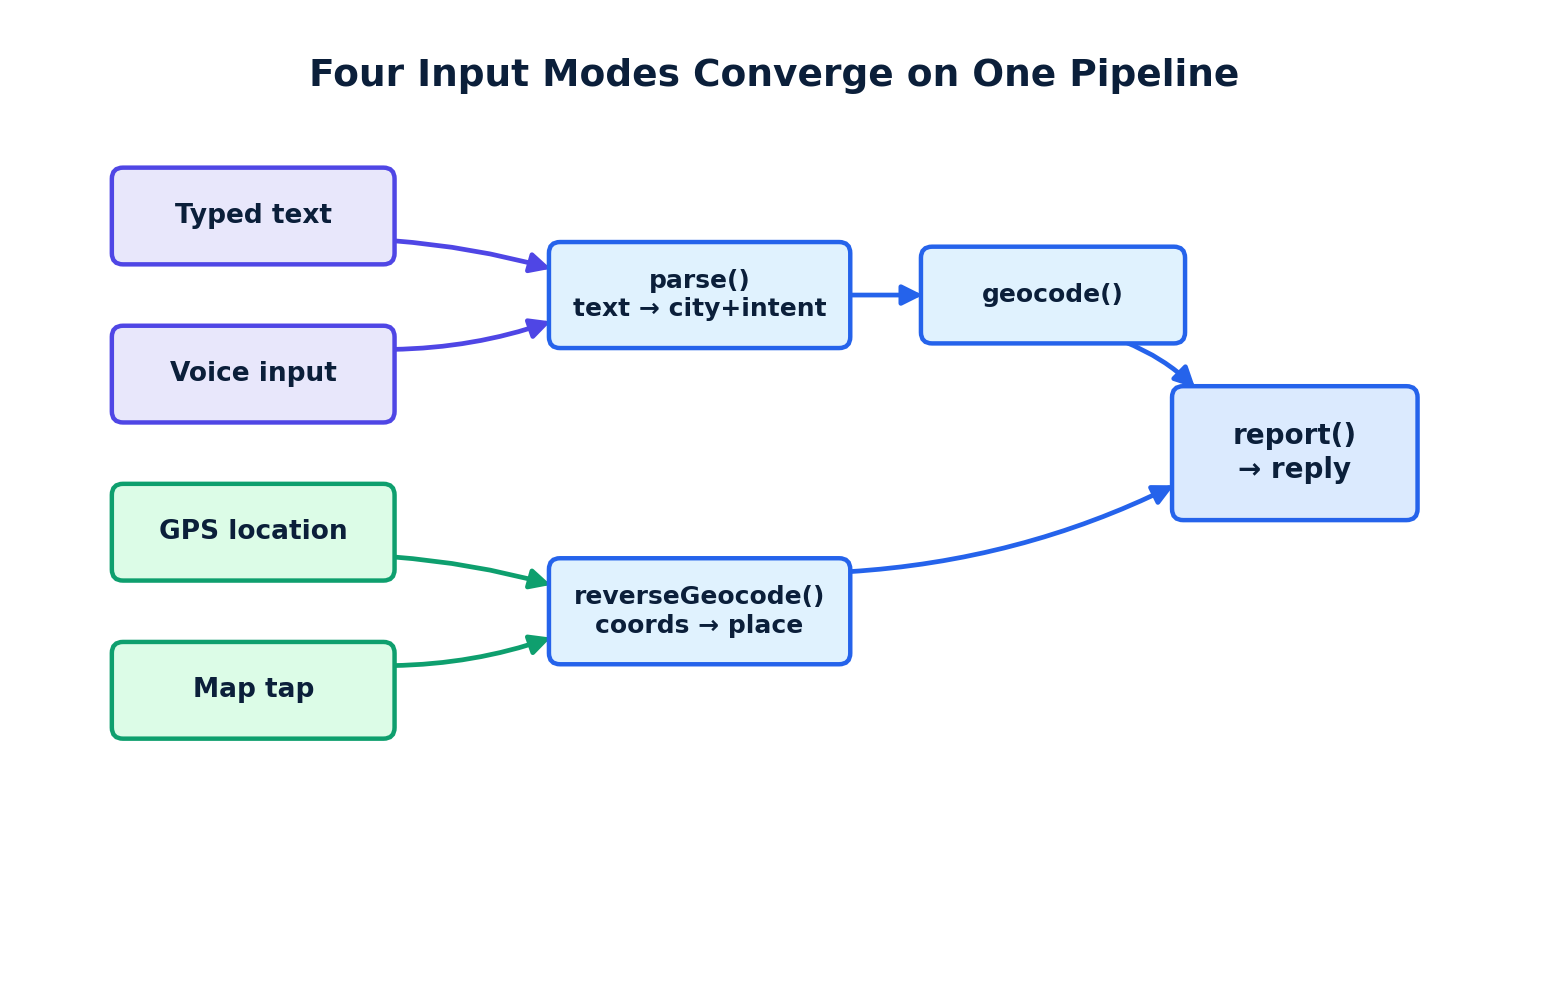 Four Input Modes Converge on One Pipeline
Typed text
Voice input
GPS location
Map tap
parse()
text → city+intent
geocode()
reverseGeocode()
coords → place
report()
→ reply